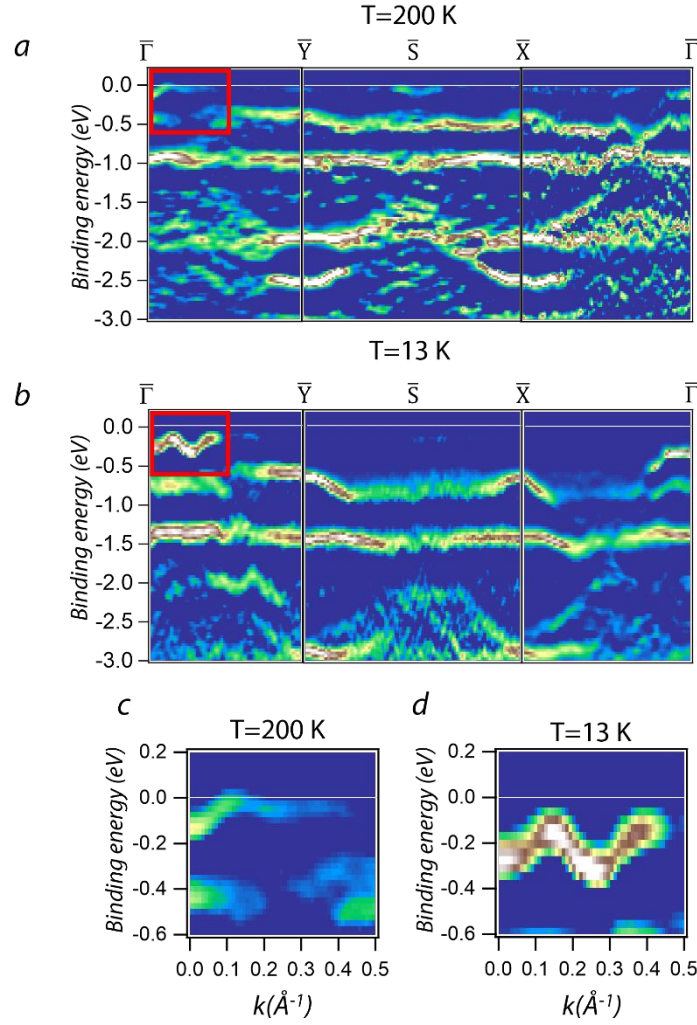 T=200 K
a
Γ̅ Y̅ S̅ X̅ Γ̅
Binding energy (eV)
0.0
-0.5
-1.0
-1.5
-2.0
-2.5
-3.0
T=13 K
b
Γ̅ Y̅ S̅ X̅ Γ̅
Binding energy (eV)
0.0
-0.5
-1.0
-1.5
-2.0
-2.5
-3.0
c
T=200 K
Binding energy (eV)
0.2
0.0
-0.2
-0.4
-0.6
0.0 0.1 0.2 0.3 0.4 0.5
k(Å⁻¹)
d
T=13 K
Binding energy (eV)
0.2
0.0
-0.2
-0.4
-0.6
0.0 0.1 0.2 0.3 0.4 0.5
k(Å⁻¹)